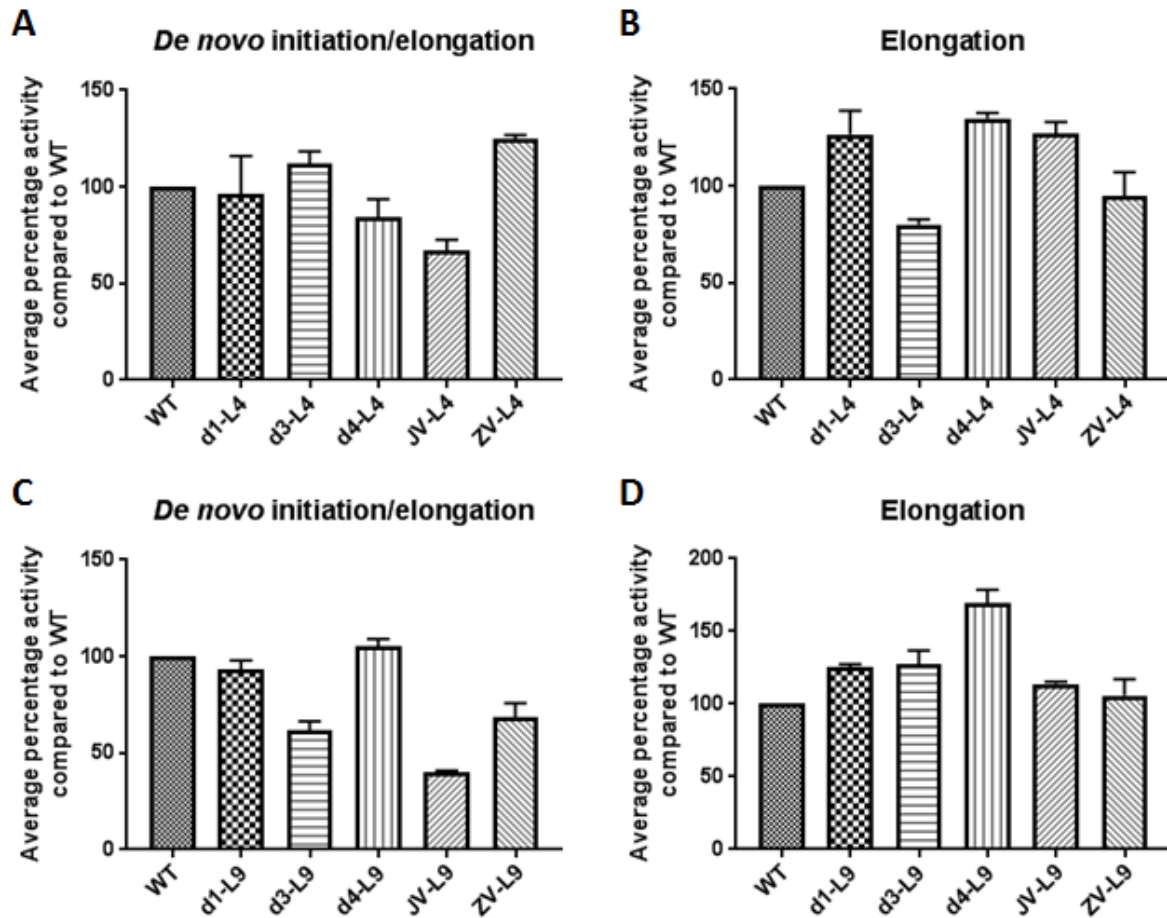 A
De novo initiation/elongation
Average percentage activity
compared to WT
150
100
50
0
WT
d1-L4
d3-L4
d4-L4
JV-L4
ZV-L4
B
Elongation
Average percentage activity
compared to WT
150
100
50
0
WT
d1-L4
d3-L4
d4-L4
JV-L4
ZV-L4
C
De novo initiation/elongation
Average percentage activity
compared to WT
150
100
50
0
WT
d1-L9
d3-L9
d4-L9
JV-L9
ZV-L9
D
Elongation
Average percentage activity
compared to WT
200
150
100
50
0
WT
d1-L9
d3-L9
d4-L9
JV-L9
ZV-L9